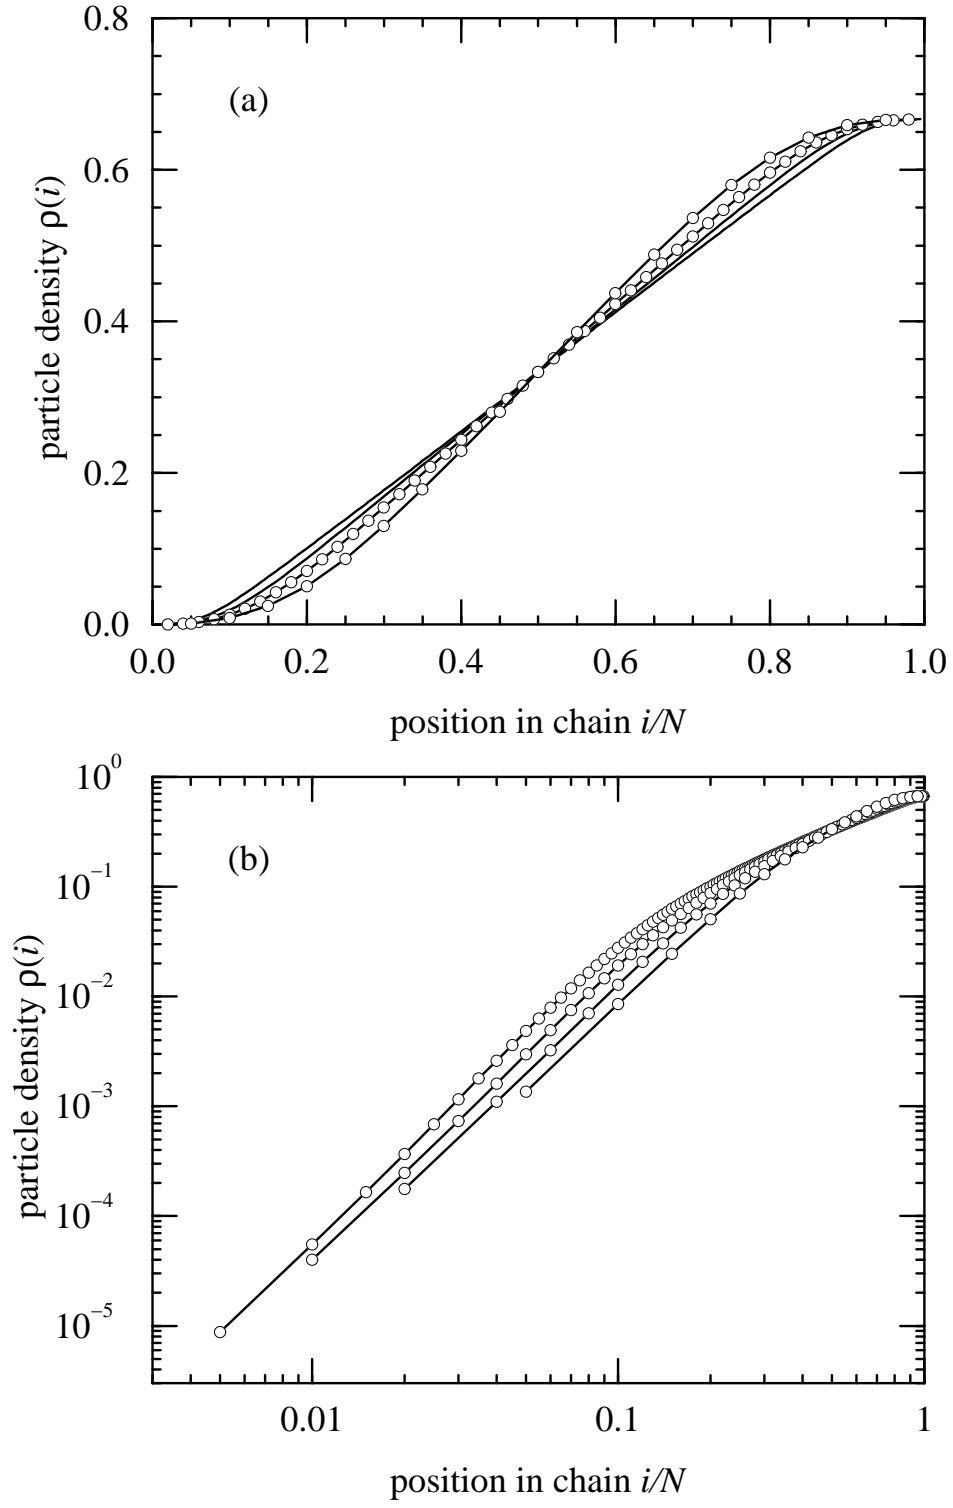 0.8
(a)
0.6
particle density ρ(i)
0.4
0.2
0.0
0.0 0.2 0.4 0.6 0.8 1.0
position in chain i/N
10⁰
(b)
10⁻¹
10⁻²
particle density ρ(i)
10⁻³
10⁻⁴
10⁻⁵
0.01 0.1 1
position in chain i/N